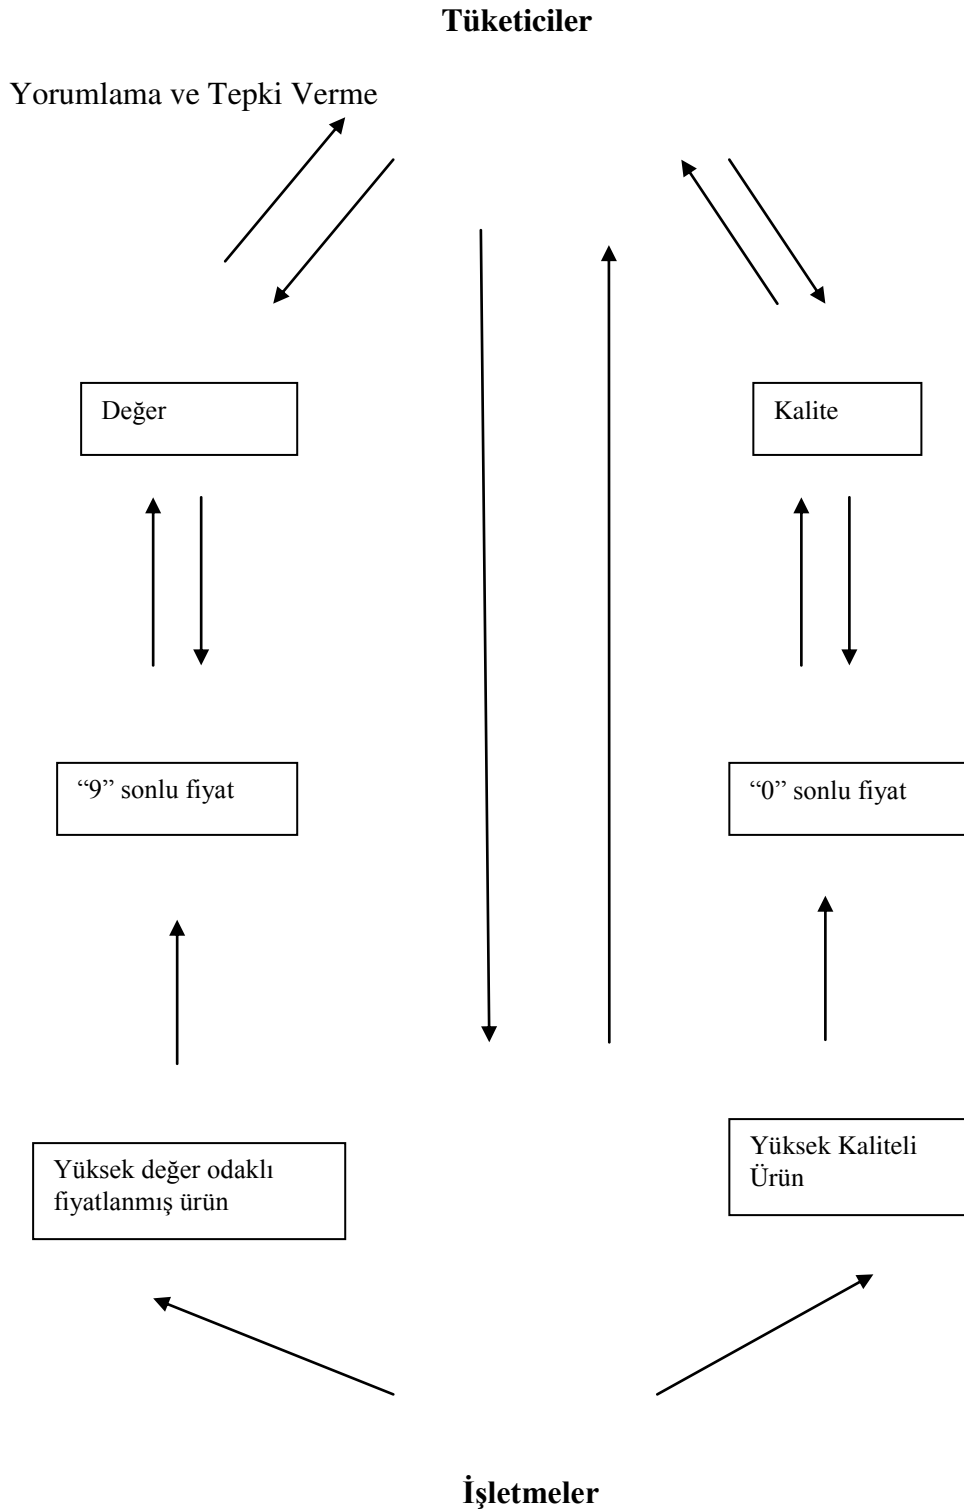 Tüketiciler
Yorumlama ve Tepki Verme
Değer
Kalite
“9” sonlu fiyat
“0” sonlu fiyat
Yüksek değer odaklı
fiyatlanmış ürün
Yüksek Kaliteli
Ürün
İşletmeler